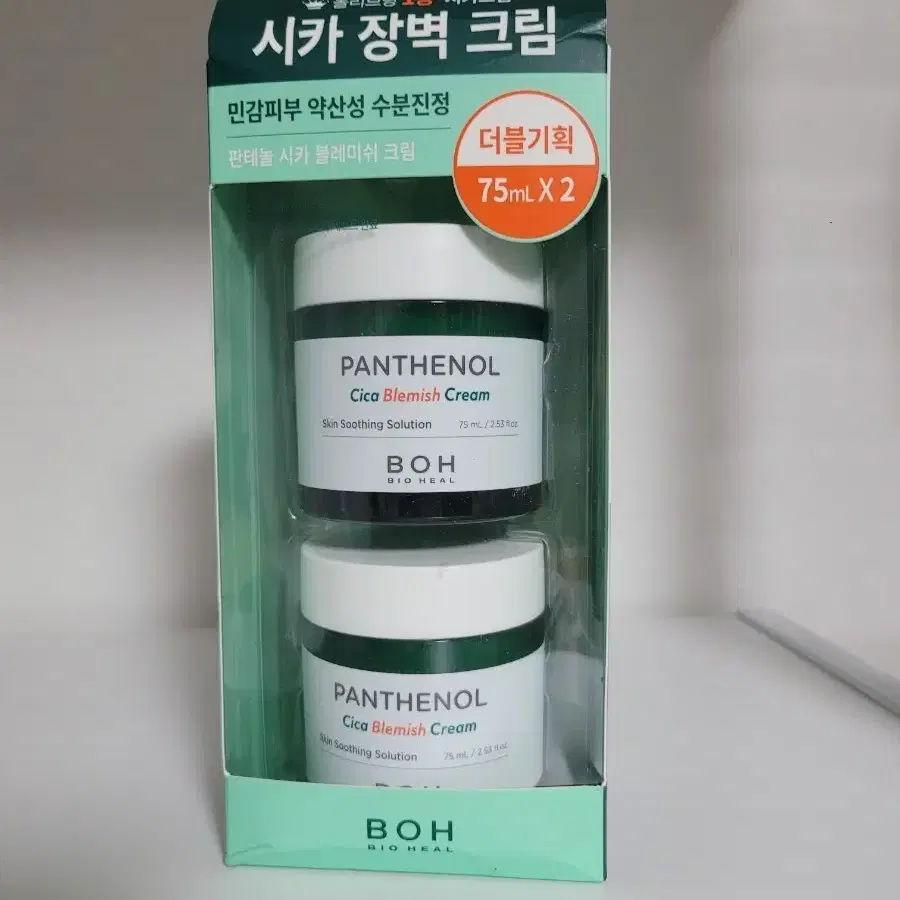 시카 장벽 크림
민감피부 약산성 수분진정
판테놀 시카 블레미쉬 크림
더블기획
75mL X 2
PANTHENOL
Cica Blemish Cream
Skin Soothing Solution 75 mL / 2.53 fl.oz
BOH
BIO HEAL
PANTHENOL
Cica Blemish Cream
Skin Soothing Solution 75 mL / 2.53 fl.oz
BOH
BOH
BIO HEAL